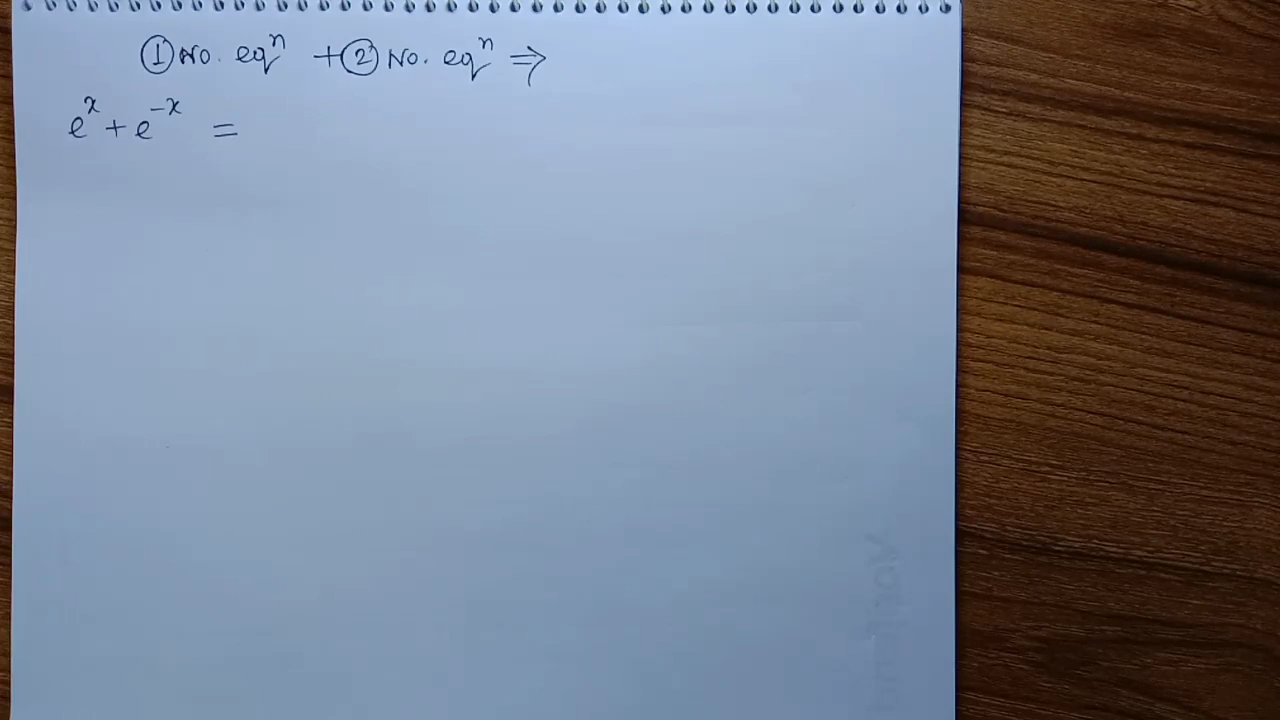 ① No. eqⁿ + ② No. eqⁿ ⇒
eˣ + e⁻ˣ =